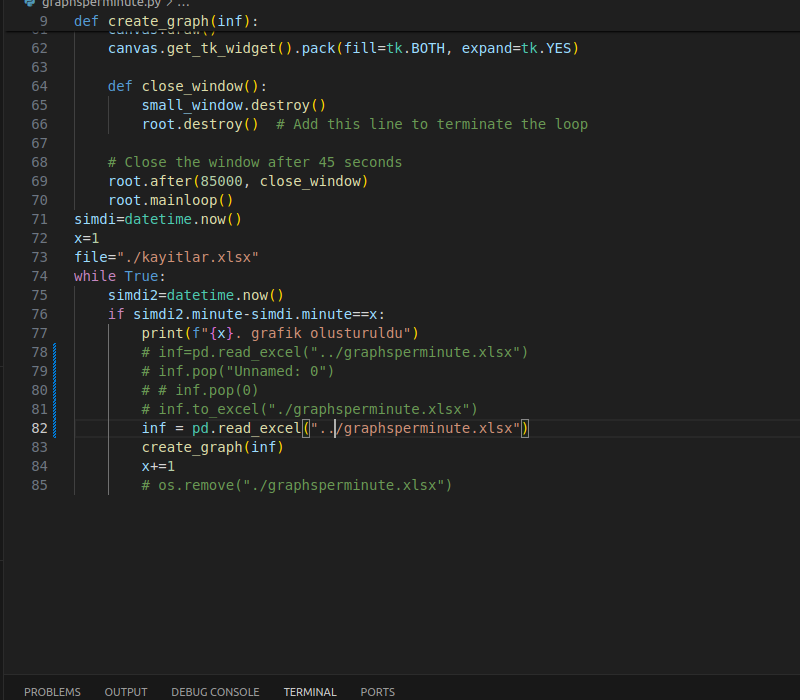 graphsperminute.py > ...
9 def create_graph(inf):
61 canvas.draw()
62 canvas.get_tk_widget().pack(fill=tk.BOTH, expand=tk.YES)
63
64 def close_window():
65 small_window.destroy()
66 root.destroy()  # Add this line to terminate the loop
67
68 # Close the window after 45 seconds
69 root.after(85000, close_window)
70 root.mainloop()
71 simdi=datetime.now()
72 x=1
73 file="./kayitlar.xlsx"
74 while True:
75 simdi2=datetime.now()
76 if simdi2.minute-simdi.minute==x:
77 print(f"{x}. grafik olusturuldu")
78 # inf=pd.read_excel("../graphsperminute.xlsx")
79 # inf.pop("Unnamed: 0")
80 # # inf.pop(0)
81 # inf.to_excel("./graphsperminute.xlsx")
82 inf = pd.read_excel("../graphsperminute.xlsx")
83 create_graph(inf)
84 x+=1
85 # os.remove("./graphsperminute.xlsx")
PROBLEMS OUTPUT DEBUG CONSOLE TERMINAL PORTS